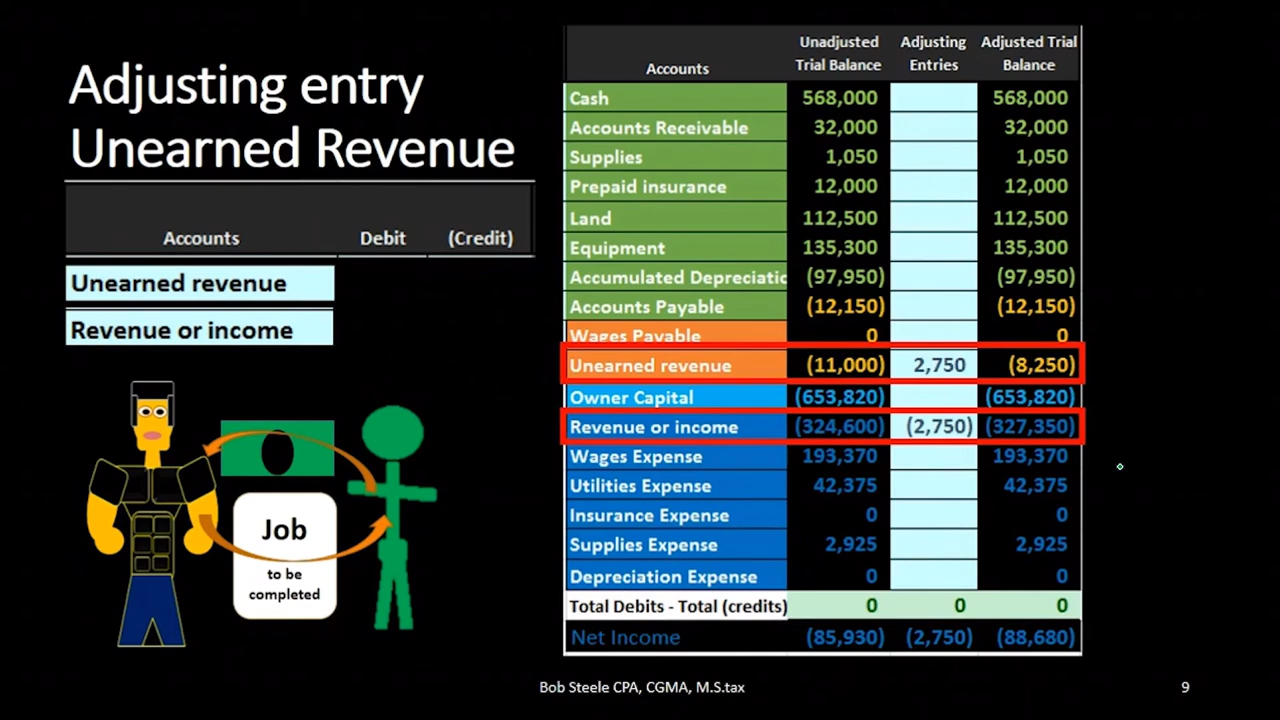 Adjusting entry
Unearned Revenue
Accounts Debit (Credit)
Unearned revenue
Revenue or income
Job
to be
completed
Unadjusted Adjusting Adjusted Trial
Accounts Trial Balance Entries Balance
Cash 568,000 568,000
Accounts Receivable 32,000 32,000
Supplies 1,050 1,050
Prepaid insurance 12,000 12,000
Land 112,500 112,500
Equipment 135,300 135,300
Accumulated Depreciatio (97,950) (97,950)
Accounts Payable (12,150) (12,150)
Wages Payable 0 0
Unearned revenue (11,000) 2,750 (8,250)
Owner Capital (653,820) (653,820)
Revenue or income (324,600) (2,750) (327,350)
Wages Expense 193,370 193,370
Utilities Expense 42,375 42,375
Insurance Expense 0 0
Supplies Expense 2,925 2,925
Depreciation Expense 0 0
Total Debits - Total (credits) 0 0 0
Net Income (85,930) (2,750) (88,680)
Bob Steele CPA, CGMA, M.S.tax 9